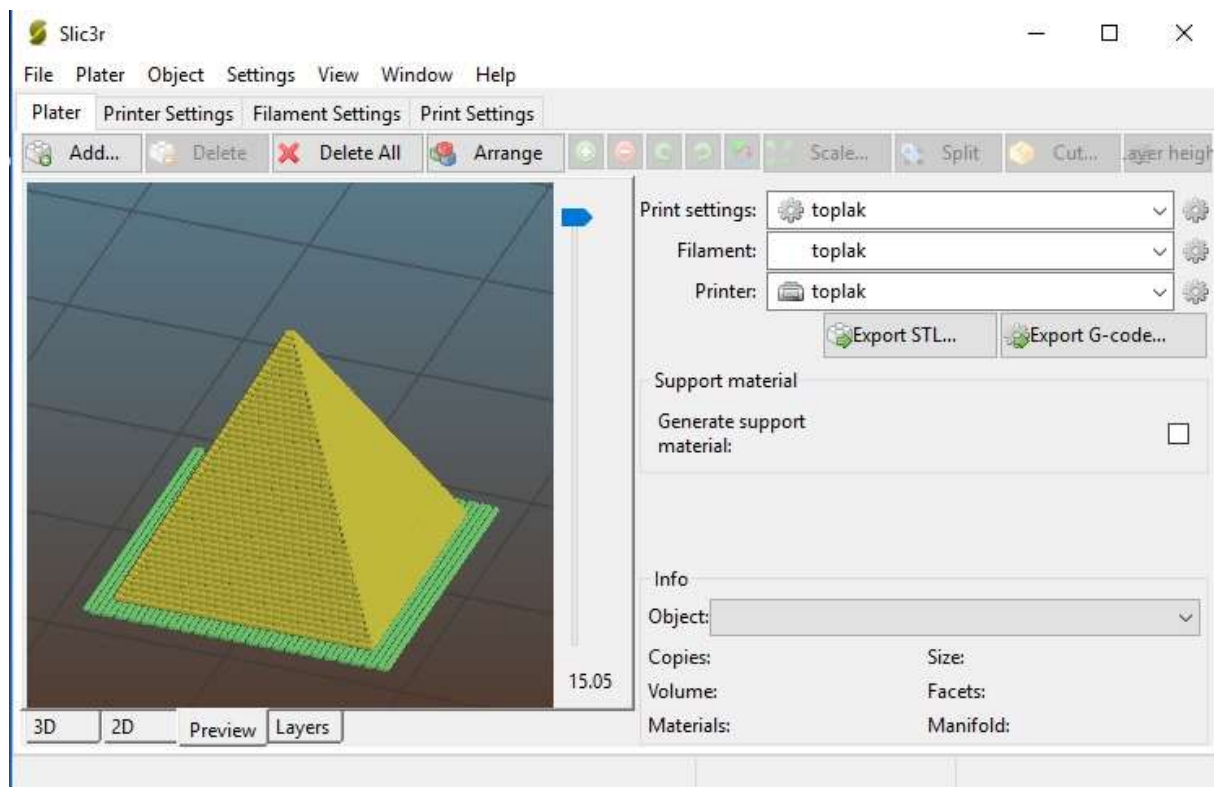 Slic3r
File Plater Object Settings View Window Help
Plater Printer Settings Filament Settings Print Settings
Add... Delete Delete All Arrange Scale... Split Cut... ayer heigh
Print settings: toplak
Filament: toplak
Printer: toplak
Export STL... Export G-code...
Support material
Generate support
material:
Info
Object:
Copies: Size:
15.05
Volume: Facets:
Materials: Manifold:
3D 2D Preview Layers